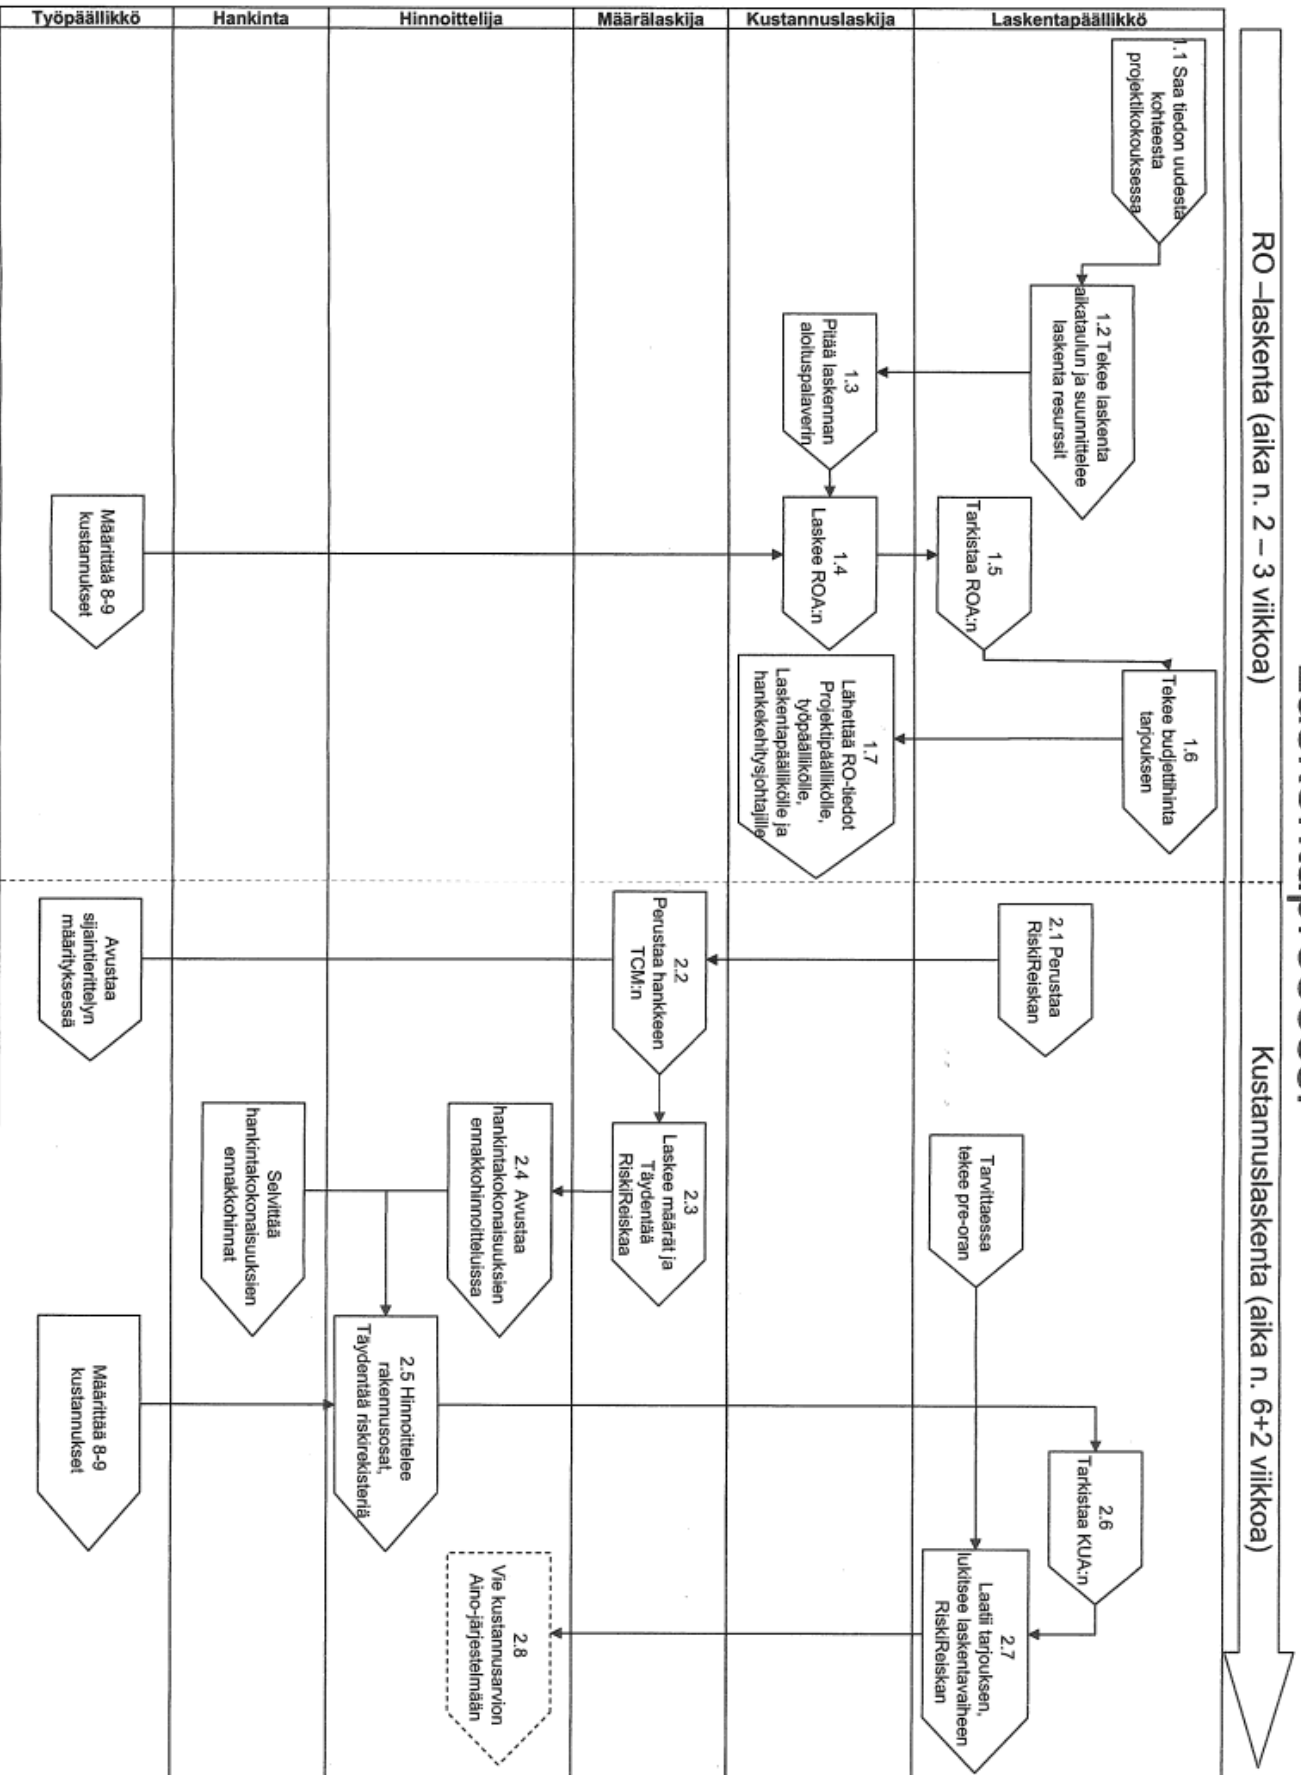 Työpäällikkö
Hankinta
Hinnoittelija
Määrälaskija
Kustannuslaskija
Laskentapäällikkö
RO –laskenta (aika n. 2 – 3 viikkoa)
Kustannuslaskenta (aika n. 6+2 viikkoa)
1.1 Saa tiedon uudesta
kohteesta
projektikokouksessa
1.2 Tekee laskenta
aikataulun ja suunnittelee
laskenta resurssit
1.3
Pitää laskennan
aloituspalaverin
1.4
Laskee ROA:n
Määrittää 8-9
kustannukset
1.5
Tarkistaa ROA:n
1.6
Tekee budjettihinta
tarjouksen
1.7
Lähettää RO-tiedot
Projektipäällikölle,
työpäällikölle,
Laskentapäällikölle ja
hankekehitysjohtajille
2.1 Perustaa
RiskiReiskan
2.2
Perustaa hankkeen
TCM:n
Avustaa
sijaintierittelyn
määrityksessä
2.3
Laskee määrät ja
Täydentää
RiskiReiskaa
Tarvittaessa
tekee pre-oran
2.4 Avustaa
hankintakokonaisuuksien
ennakkohinnoitteluissa
Selvittää
hankintakokonaisuuksien
ennakkohinnat
2.5 Hinnoittelee
rakennusosat,
Täydentää riskirekisteriä
Määrittää 8-9
kustannukset
2.6
Tarkistaa KUA:n
2.7
Laatii tarjouksen,
lukitsee laskentavaiheen
RiskiReiskan
2.8
Vie kustannusarvion
Aino-järjestelmään